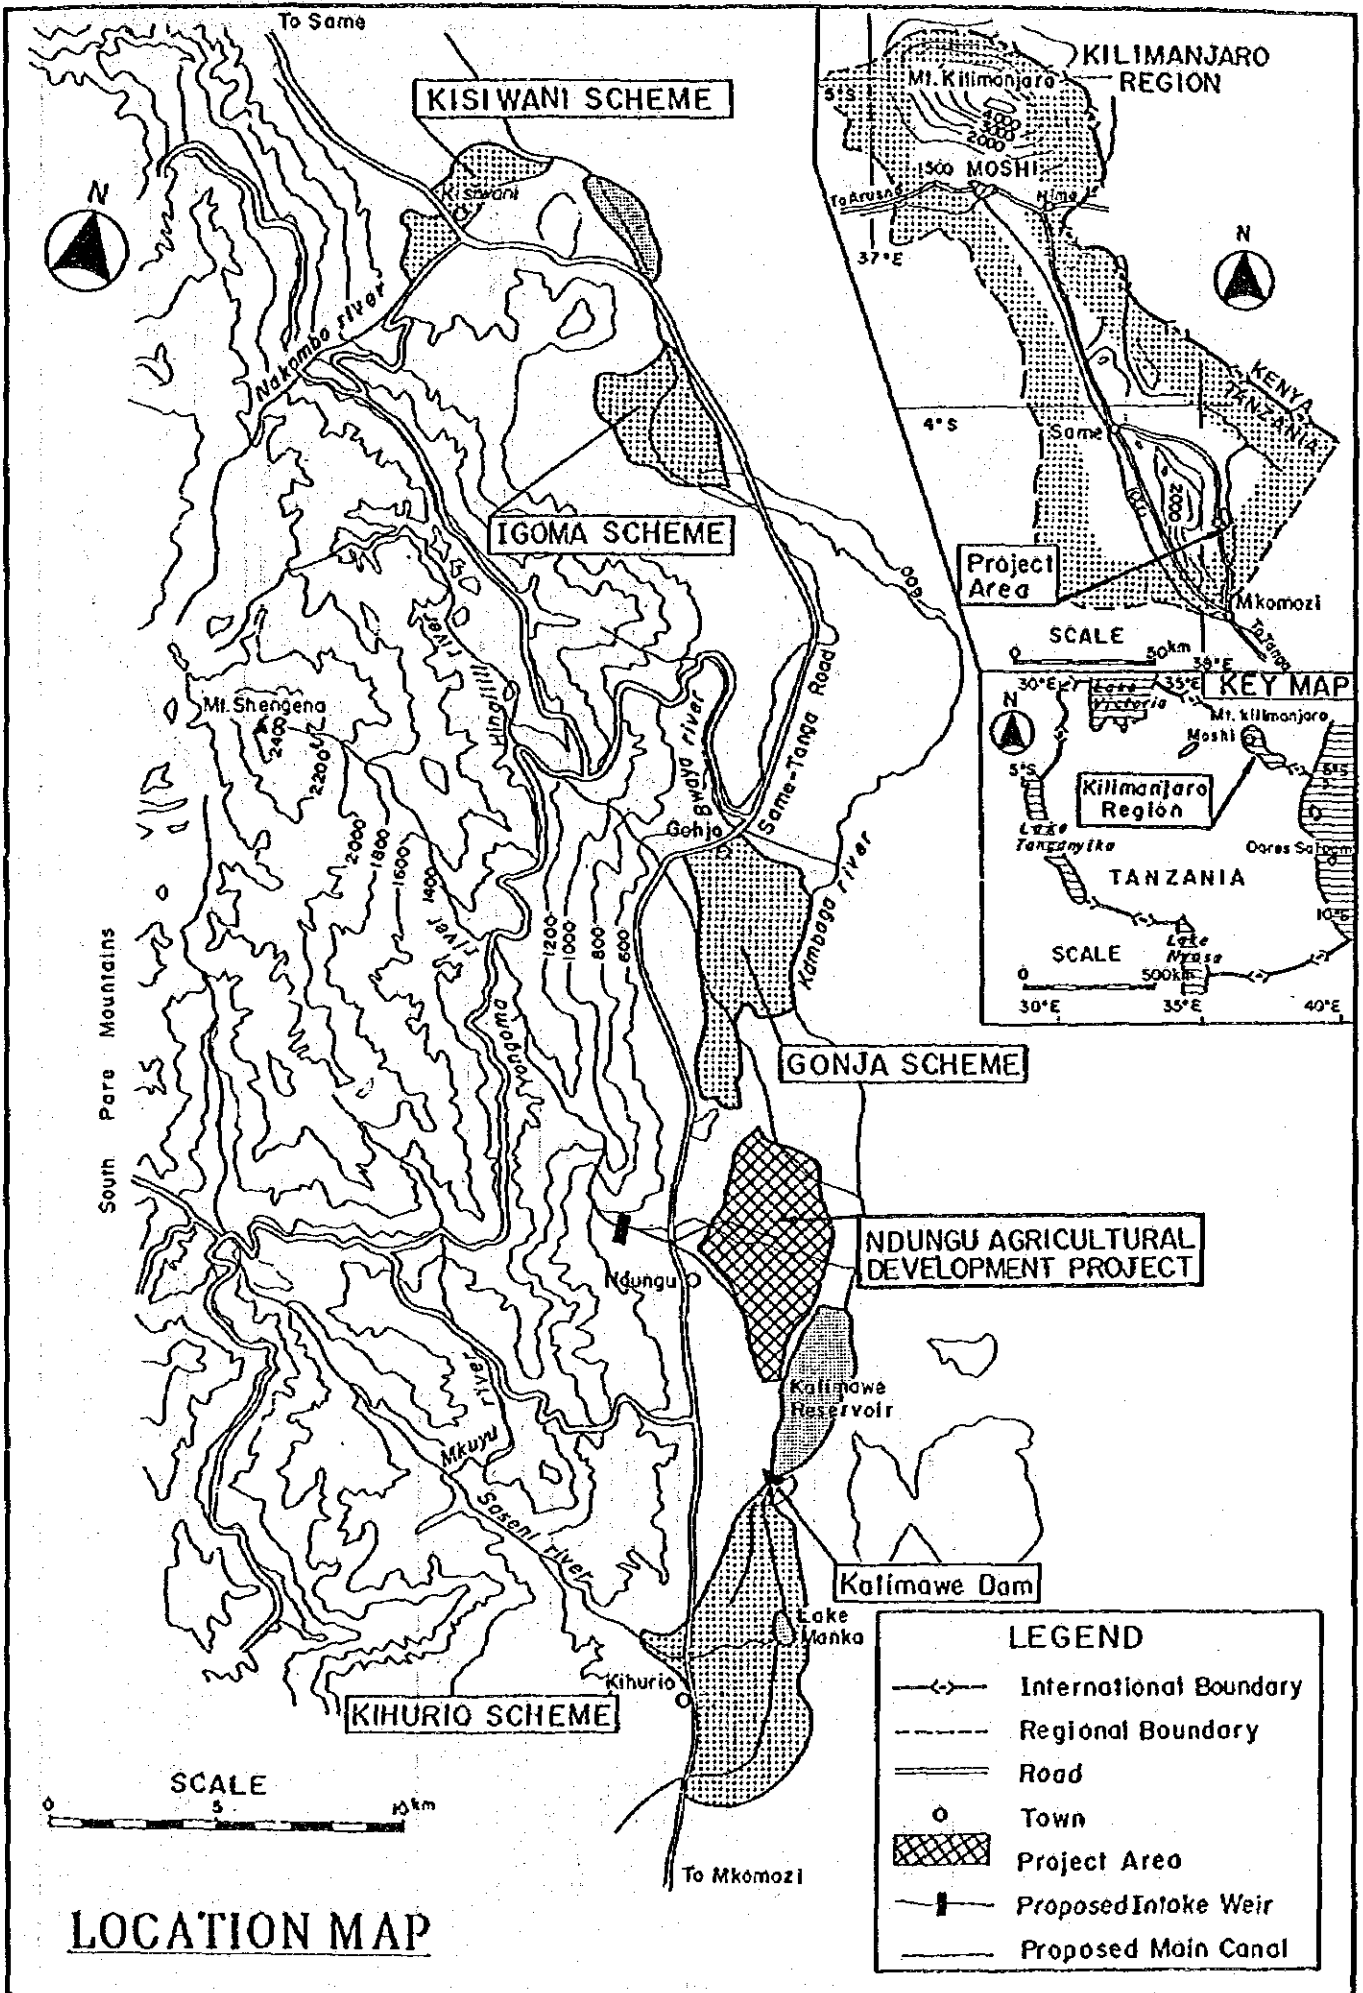 To Same
KISIWANI SCHEME
Kisiwani
N
Nakombo river
IGOMA SCHEME
600
Hingilili river
Mt. Shengena
2400
2200
2000
1800
1600
1400
1200
1000
800
600
Bwaya river
Same-Tanga Road
Gonja
Kambaga river
Yongoma river
South Pare Mountains
GONJA SCHEME
NDUNGU AGRICULTURAL
DEVELOPMENT PROJECT
Ndungu
Kalimawe
Reservoir
Mkuyu river
Saseni river
Kalimawe Dam
Lake
Manka
Kihurio
KIHURIO SCHEME
SCALE
0 5 10km
To Mkomozi
LOCATION MAP
KILIMANJARO
REGION
Mt. Kilimanjaro
3°S
4000
3000
2000
1500 MOSHI
To Arusha
Himo
37°E
N
KENYA
TANZANIA
4°S
Same
2000
Project
Area
Mkomozi
To Tanga
SCALE
0 50km
38°E
KEY MAP
30°E
35°E
Lake
Victoria
N
Mt. Kilimanjaro
Moshi
5°S
5°S
Kilimanjaro
Region
Lake
Tanganyika
Dares Salaam
TANZANIA
10°S
SCALE
Lake
Nyasa
0 500km
30°E 35°E 40°E
LEGEND
International Boundary
Regional Boundary
Road
Town
Project Area
Proposed Intake Weir
Proposed Main Canal